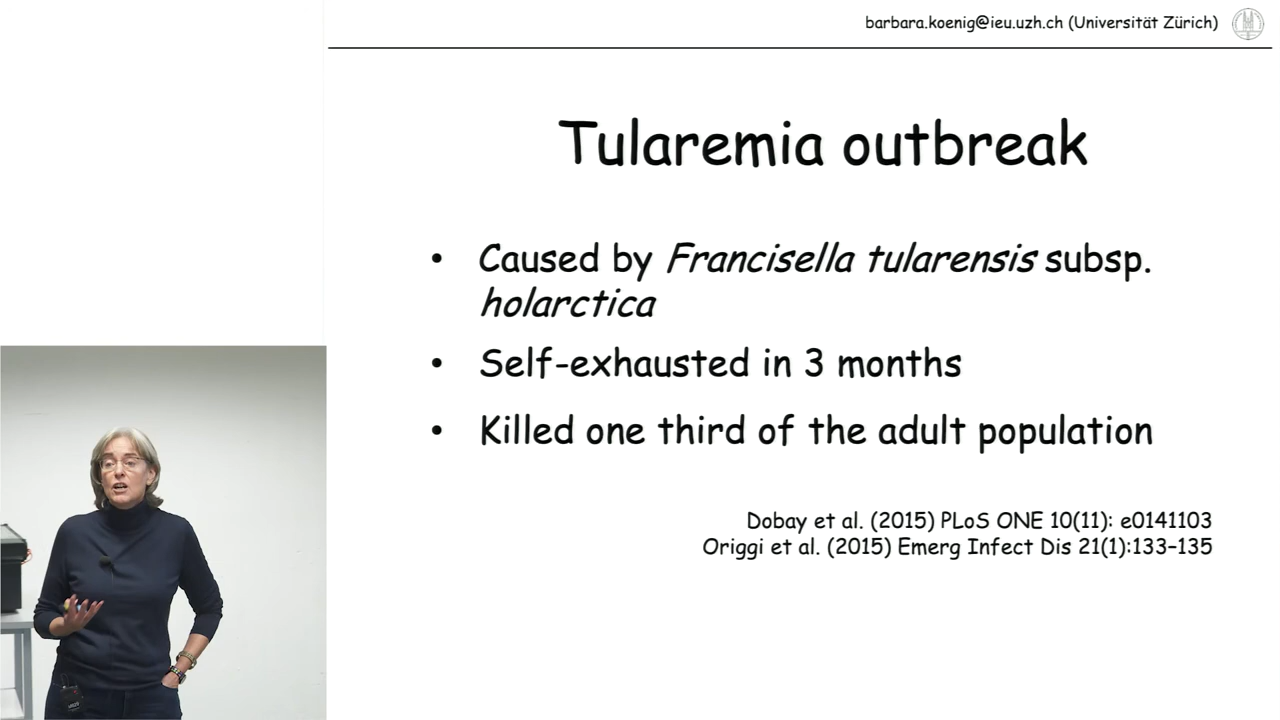 barbara.koenig@ieu.uzh.ch (Universität Zürich)
Tularemia outbreak
• Caused by Francisella tularensis subsp.
holarctica
• Self-exhausted in 3 months
• Killed one third of the adult population
Dobay et al. (2015) PLoS ONE 10(11): e0141103
Origgi et al. (2015) Emerg Infect Dis 21(1):133–135